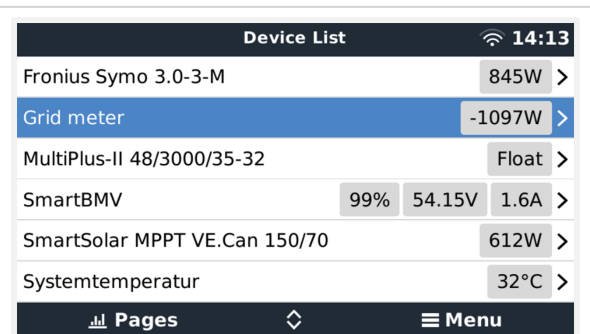 Device List 14:13
Fronius Symo 3.0-3-M 845W
Grid meter -1097W
MultiPlus-II 48/3000/35-32 Float
SmartBMV 99% 54.15V 1.6A
SmartSolar MPPT VE.Can 150/70 612W
Systemtemperatur 32°C
Pages Menu